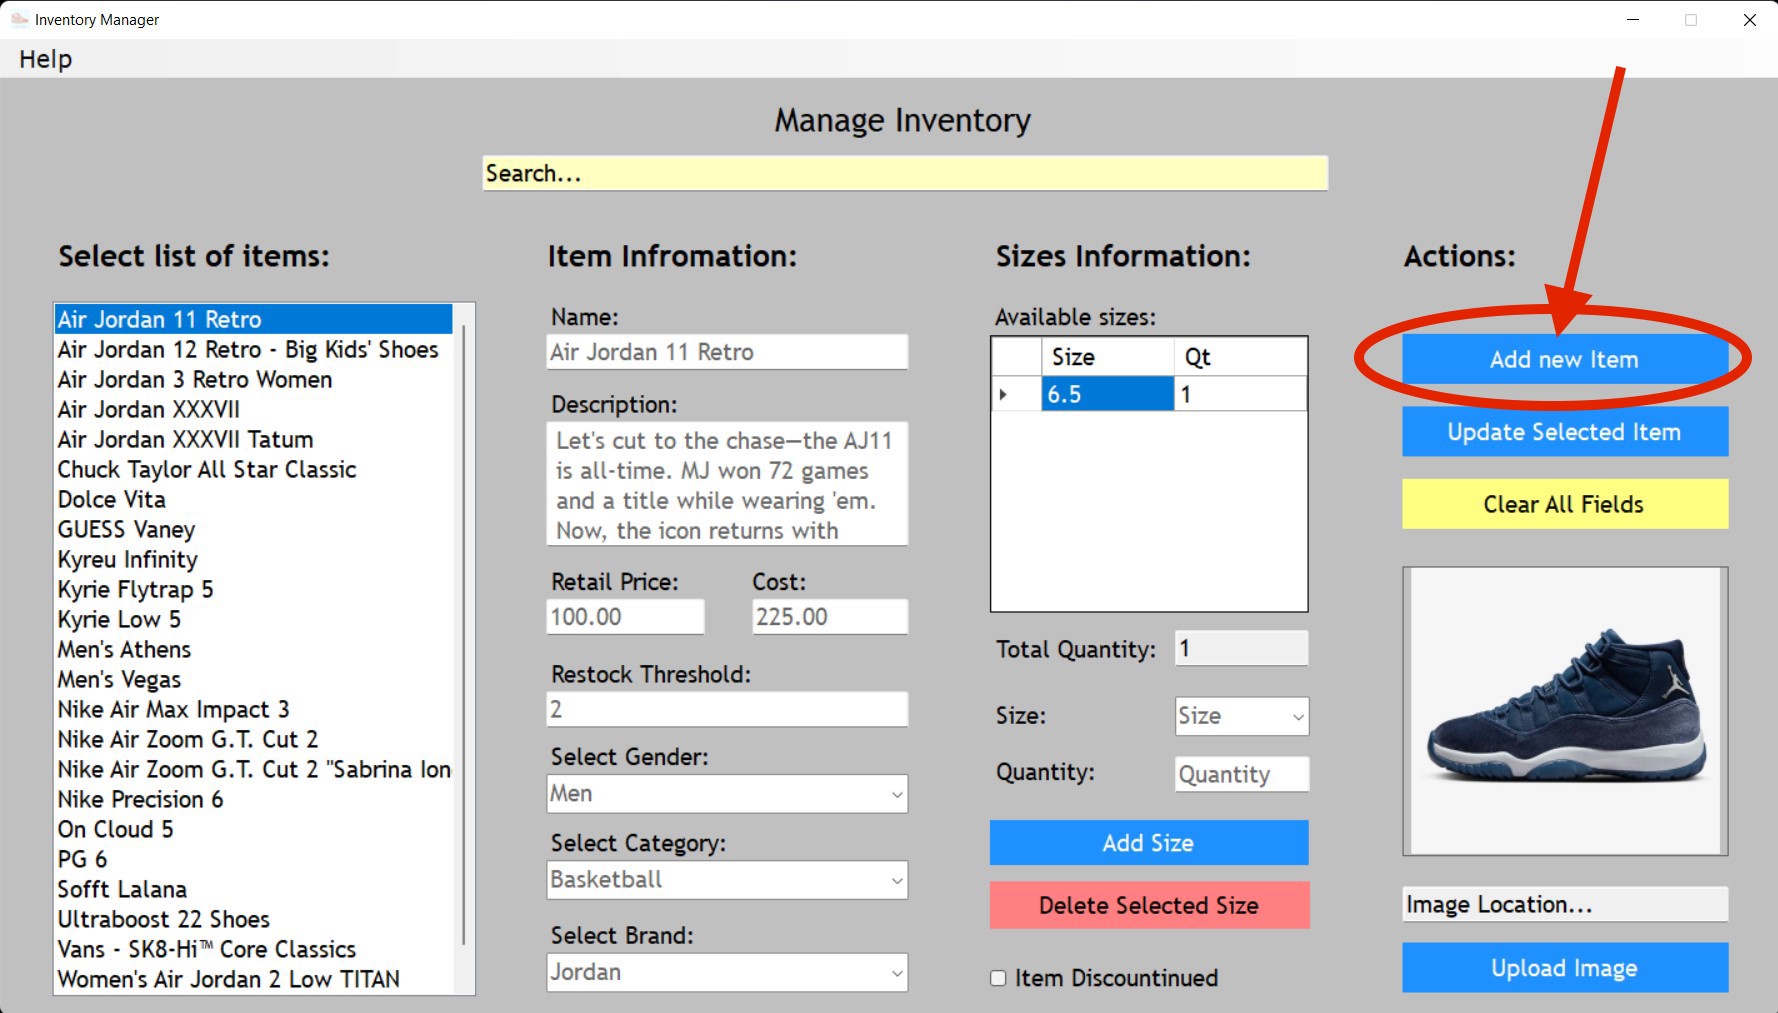 Inventory Manager
Help
Manage Inventory
Search...
Select list of items:
Air Jordan 11 Retro
Air Jordan 12 Retro - Big Kids' Shoes
Air Jordan 3 Retro Women
Air Jordan XXXVII
Air Jordan XXXVII Tatum
Chuck Taylor All Star Classic
Dolce Vita
GUESS Vaney
Kyreu Infinity
Kyrie Flytrap 5
Kyrie Low 5
Men's Athens
Men's Vegas
Nike Air Max Impact 3
Nike Air Zoom G.T. Cut 2
Nike Air Zoom G.T. Cut 2 "Sabrina Ion
Nike Precision 6
On Cloud 5
PG 6
Sofft Lalana
Ultraboost 22 Shoes
Vans - SK8-Hi™ Core Classics
Women's Air Jordan 2 Low TITAN
Item Infromation:
Name:
Air Jordan 11 Retro
Description:
Let's cut to the chase—the AJ11
is all-time. MJ won 72 games
and a title while wearing 'em.
Now, the icon returns with
Retail Price: Cost:
100.00 225.00
Restock Threshold:
2
Select Gender:
Men
Select Category:
Basketball
Select Brand:
Jordan
Sizes Information:
Available sizes:
Size Qt
6.5 1
Total Quantity: 1
Size: Size
Quantity: Quantity
Add Size
Delete Selected Size
Item Discountinued
Actions:
Add new Item
Update Selected Item
Clear All Fields
Image Location...
Upload Image